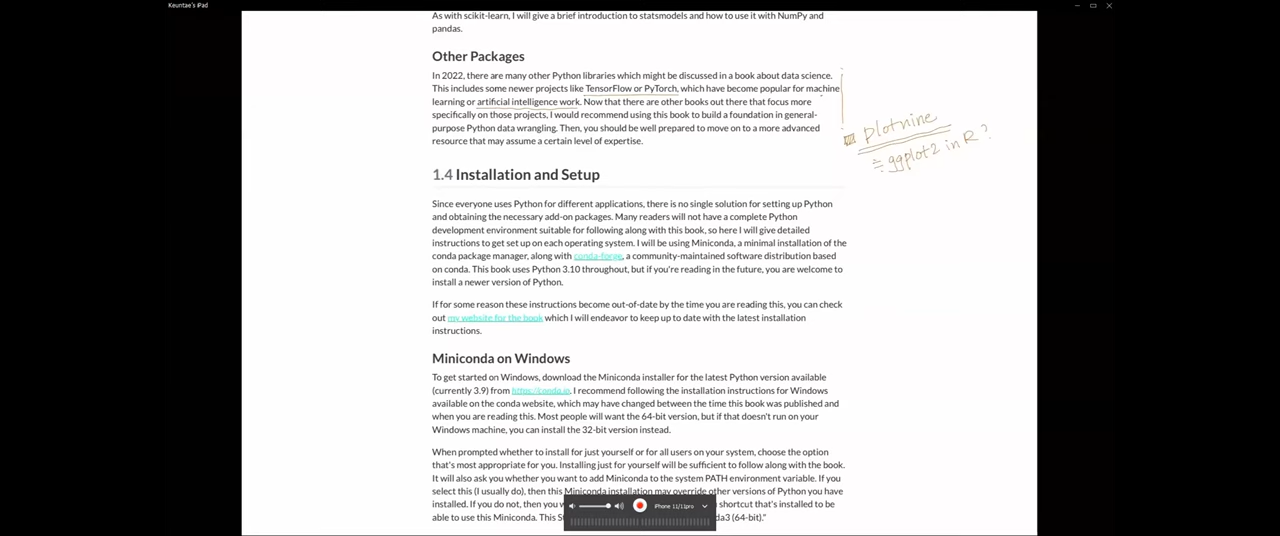 Keuntae's iPad
As with scikit-learn, I will give a brief introduction to statsmodels and how to use it with NumPy and
pandas.
Other Packages
In 2022, there are many other Python libraries which might be discussed in a book about data science.
This includes some newer projects like TensorFlow or PyTorch, which have become popular for machine
learning or artificial intelligence work. Now that there are other books out there that focus more
specifically on those projects, I would recommend using this book to build a foundation in general-
purpose Python data wrangling. Then, you should be well prepared to move on to a more advanced
resource that may assume a certain level of expertise.
plotnine
≒ ggplot2 in R?
1.4 Installation and Setup
Since everyone uses Python for different applications, there is no single solution for setting up Python
and obtaining the necessary add-on packages. Many readers will not have a complete Python
development environment suitable for following along with this book, so here I will give detailed
instructions to get set up on each operating system. I will be using Miniconda, a minimal installation of the
conda package manager, along with conda-forge, a community-maintained software distribution based
on conda. This book uses Python 3.10 throughout, but if you're reading in the future, you are welcome to
install a newer version of Python.
If for some reason these instructions become out-of-date by the time you are reading this, you can check
out my website for the book which I will endeavor to keep up to date with the latest installation
instructions.
Miniconda on Windows
To get started on Windows, download the Miniconda installer for the latest Python version available
(currently 3.9) from https://conda.io. I recommend following the installation instructions for Windows
available on the conda website, which may have changed between the time this book was published and
when you are reading this. Most people will want the 64-bit version, but if that doesn't run on your
Windows machine, you can install the 32-bit version instead.
When prompted whether to install for just yourself or for all users on your system, choose the option
that's most appropriate for you. Installing just for yourself will be sufficient to follow along with the book.
It will also ask you whether you want to add Miniconda to the system PATH environment variable. If you
select this (I usually do), then this Miniconda installation may override other versions of Python you have
installed. If you do not, then you shortcut that's installed to be
able to use this Miniconda. This (64-bit)."
iPhone 11/11pro